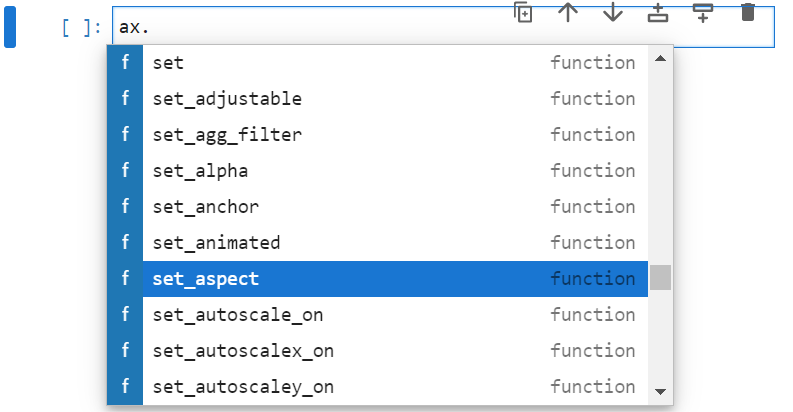 [ ]: ax.
f set function
f set_adjustable function
f set_agg_filter function
f set_alpha function
f set_anchor function
f set_animated function
f set_aspect function
f set_autoscale_on function
f set_autoscalex_on function
f set_autoscaley_on function